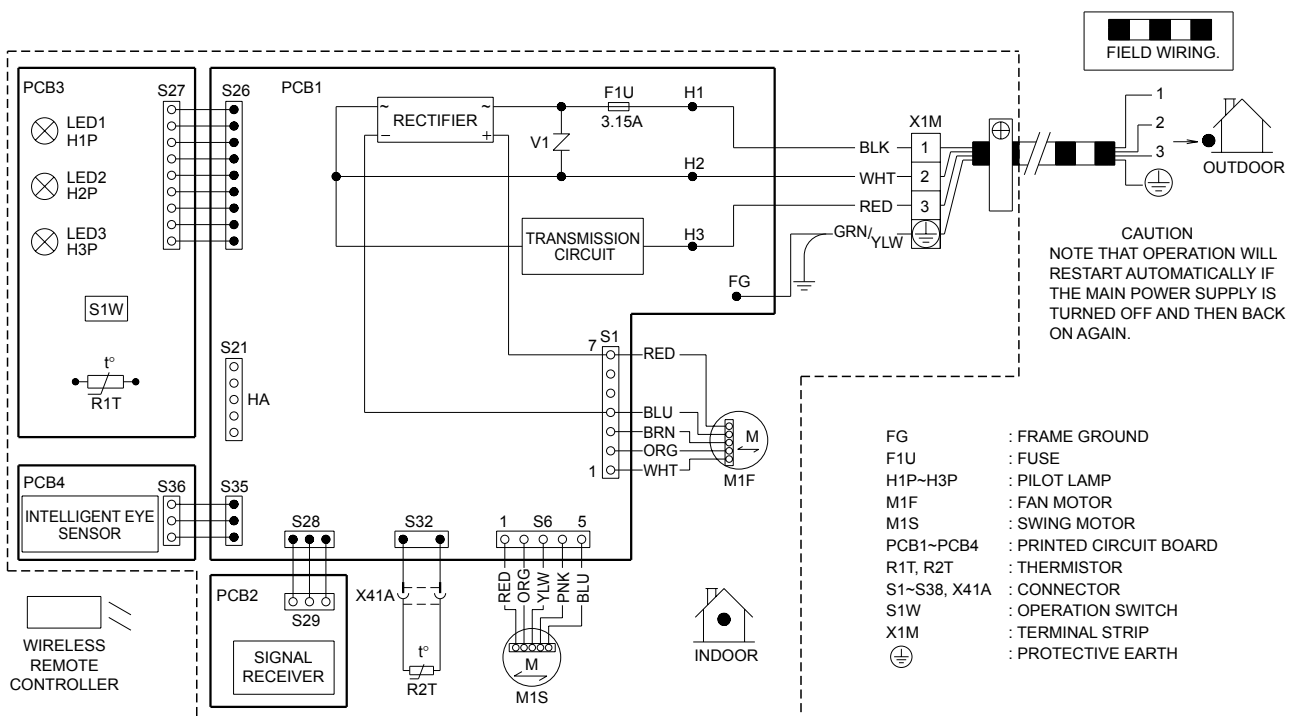 FIELD WIRING.
PCB3
S27
S26
PCB1
LED1
H1P
LED2
H2P
LED3
H3P
S1W
t°
R1T
S21
HA
~
~
RECTIFIER
−
+
F1U
3.15A
V1
H1
H2
H3
TRANSMISSION
CIRCUIT
FG
X1M
BLK
1
WHT
2
RED
3
GRN/YLW
1
2
3
OUTDOOR
CAUTION
NOTE THAT OPERATION WILL
RESTART AUTOMATICALLY IF
THE MAIN POWER SUPPLY IS
TURNED OFF AND THEN BACK
ON AGAIN.
S1
7
RED
BLU
BRN
ORG
1
WHT
M
M1F
PCB4
S36
S35
INTELLIGENT EYE
SENSOR
S28
S32
1 S6 5
RED
ORG
YLW
PNK
BLU
PCB2
S29
SIGNAL
RECEIVER
X41A
t°
R2T
M
M1S
WIRELESS
REMOTE
CONTROLLER
INDOOR
FG : FRAME GROUND
F1U : FUSE
H1P~H3P : PILOT LAMP
M1F : FAN MOTOR
M1S : SWING MOTOR
PCB1~PCB4 : PRINTED CIRCUIT BOARD
R1T, R2T : THERMISTOR
S1~S38, X41A : CONNECTOR
S1W : OPERATION SWITCH
X1M : TERMINAL STRIP
: PROTECTIVE EARTH